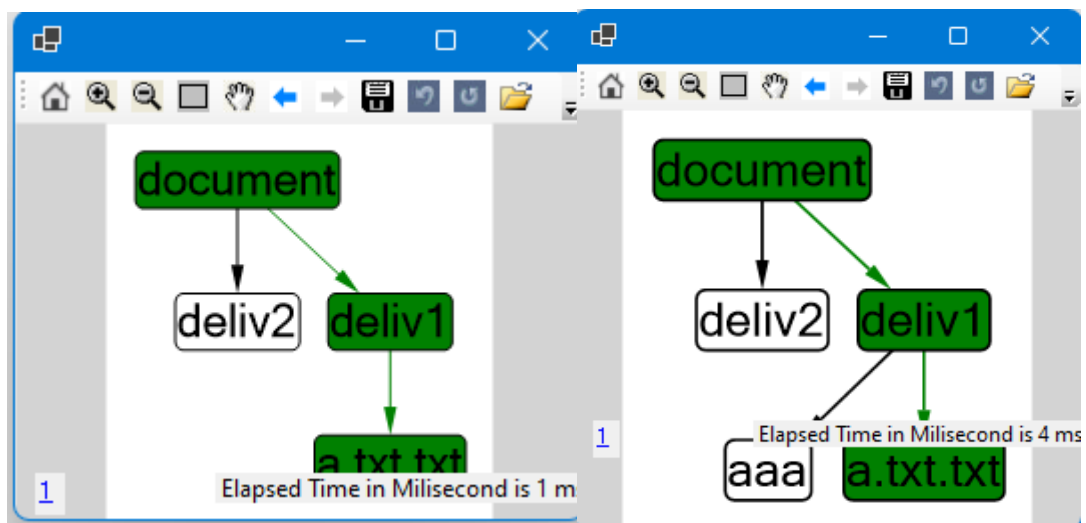 document
deliv2
deliv1
a.txt.txt
1
Elapsed Time in Milisecond is 1 ms
document
deliv2
deliv1
1
Elapsed Time in Milisecond is 4 ms
aaa
a.txt.txt